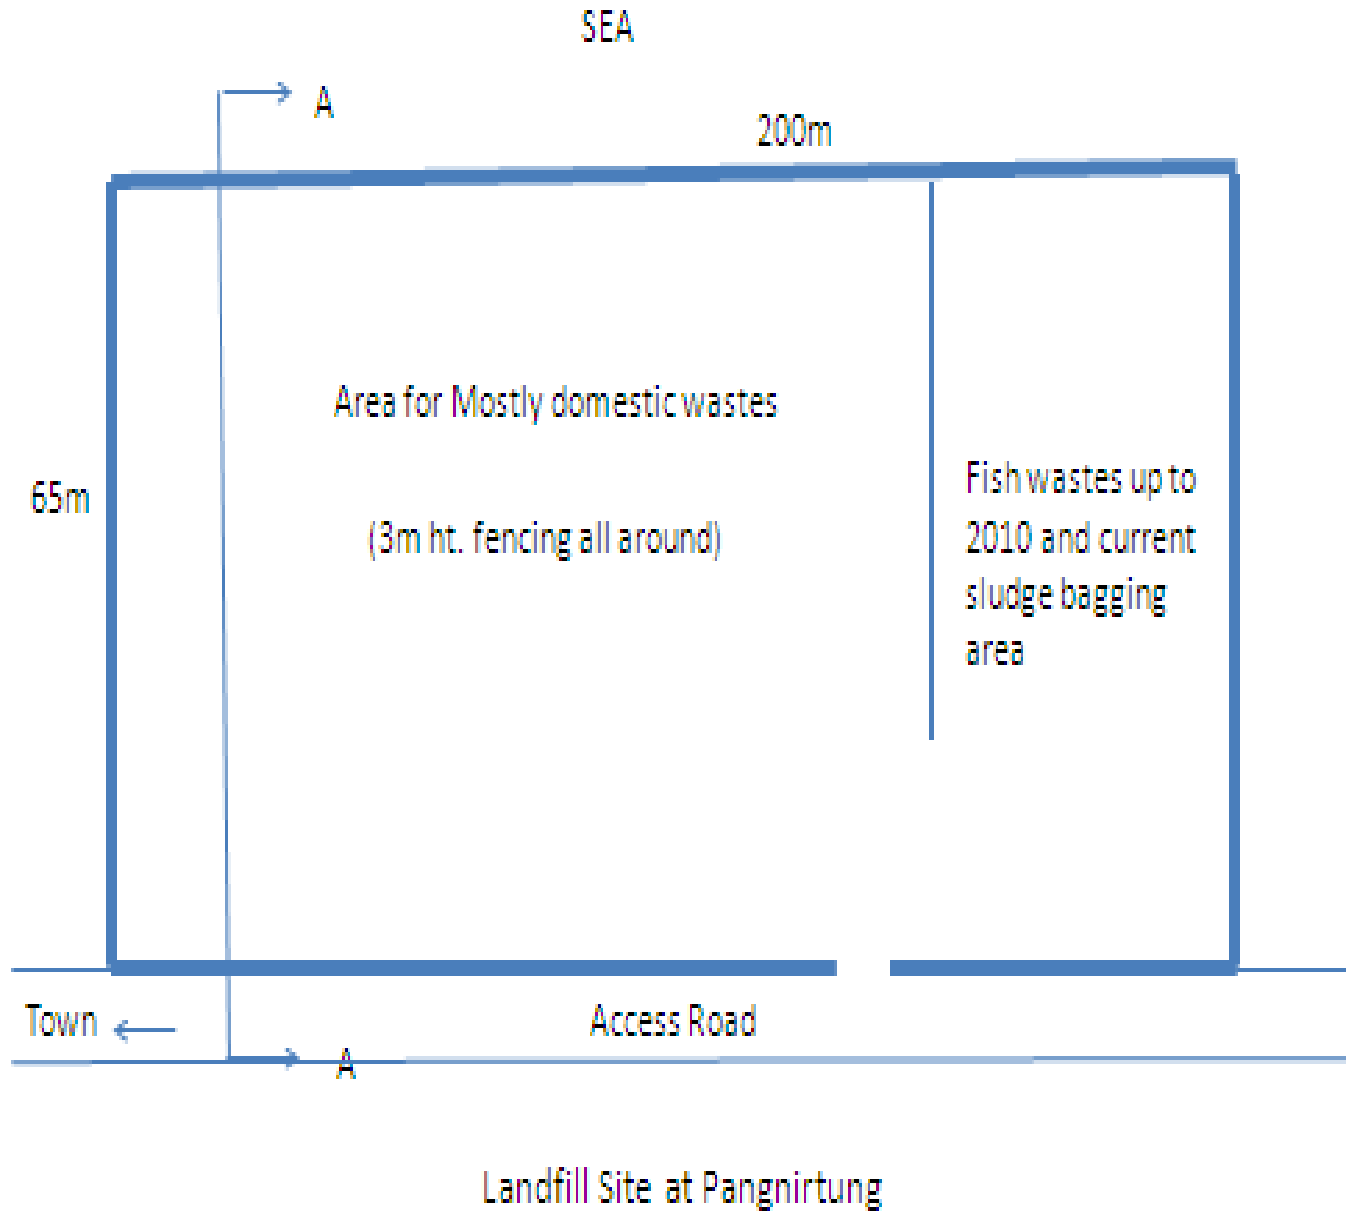 SEA
A
200m
Area for Mostly domestic wastes
65m
(3m ht. fencing all around)
Fish wastes up to
2010 and current
sludge bagging
area
Town
Access Road
A
Landfill Site at Pangnirtung